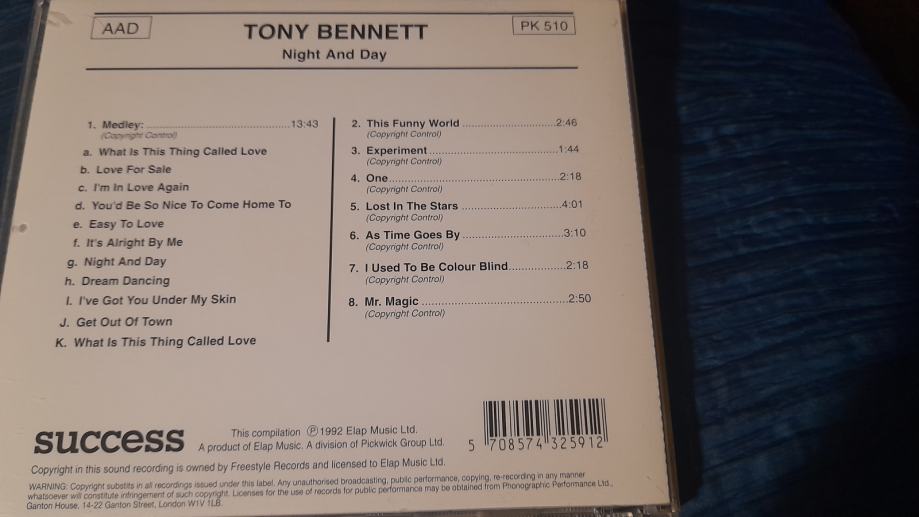 AAD
TONY BENNETT
PK 510
Night And Day
1. Medley: 13:43
(Copyright Control)
a. What Is This Thing Called Love
b. Love For Sale
c. I'm In Love Again
d. You'd Be So Nice To Come Home To
e. Easy To Love
f. It's Alright By Me
g. Night And Day
h. Dream Dancing
I. I've Got You Under My Skin
J. Get Out Of Town
K. What Is This Thing Called Love
2. This Funny World 2:46
(Copyright Control)
3. Experiment 1:44
(Copyright Control)
4. One 2:18
(Copyright Control)
5. Lost In The Stars 4:01
(Copyright Control)
6. As Time Goes By 3:10
(Copyright Control)
7. I Used To Be Colour Blind 2:18
(Copyright Control)
8. Mr. Magic 2:50
(Copyright Control)
success
This compilation ℗1992 Elap Music Ltd.
A product of Elap Music. A division of Pickwick Group Ltd.
5 708574 325912
Copyright in this sound recording is owned by Freestyle Records and licensed to Elap Music Ltd.
WARNING: Copyright substits in all recordings issued under this label. Any unauthorised broadcasting, public performance, copying, re-recording in any manner
whatsoever will constitute infringement of such copyright. Licenses for the use of records for public performance may be obtained from Phonographic Performance Ltd.,
Ganton House, 14-22 Ganton Street, London W1V 1LB.